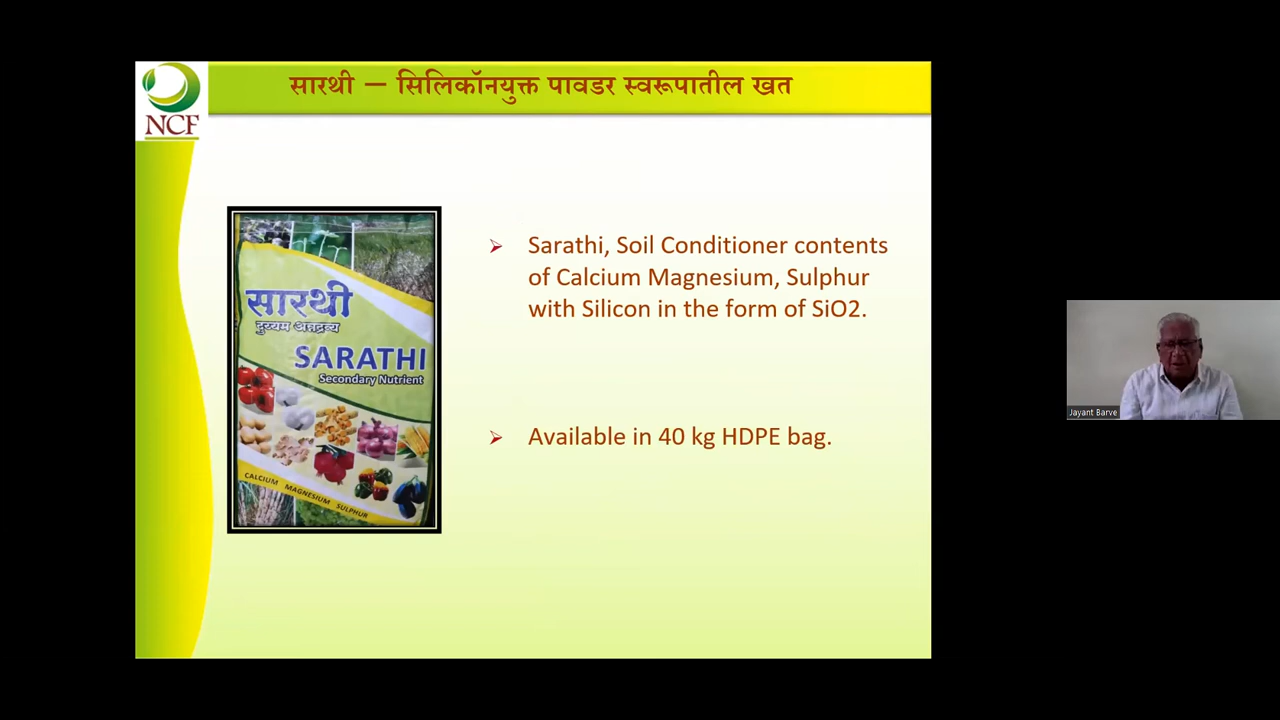 सारथी – सिलिकॉनयुक्त पावडर स्वरूपातील खत
NCF
Sarathi, Soil Conditioner contents
of Calcium Magnesium, Sulphur
with Silicon in the form of SiO2.
Available in 40 kg HDPE bag.
सारथी
दुय्यम अन्नद्रव्य
SARATHI
Secondary Nutrient
CALCIUM MAGNESIUM SULPHUR
Jayant Barve